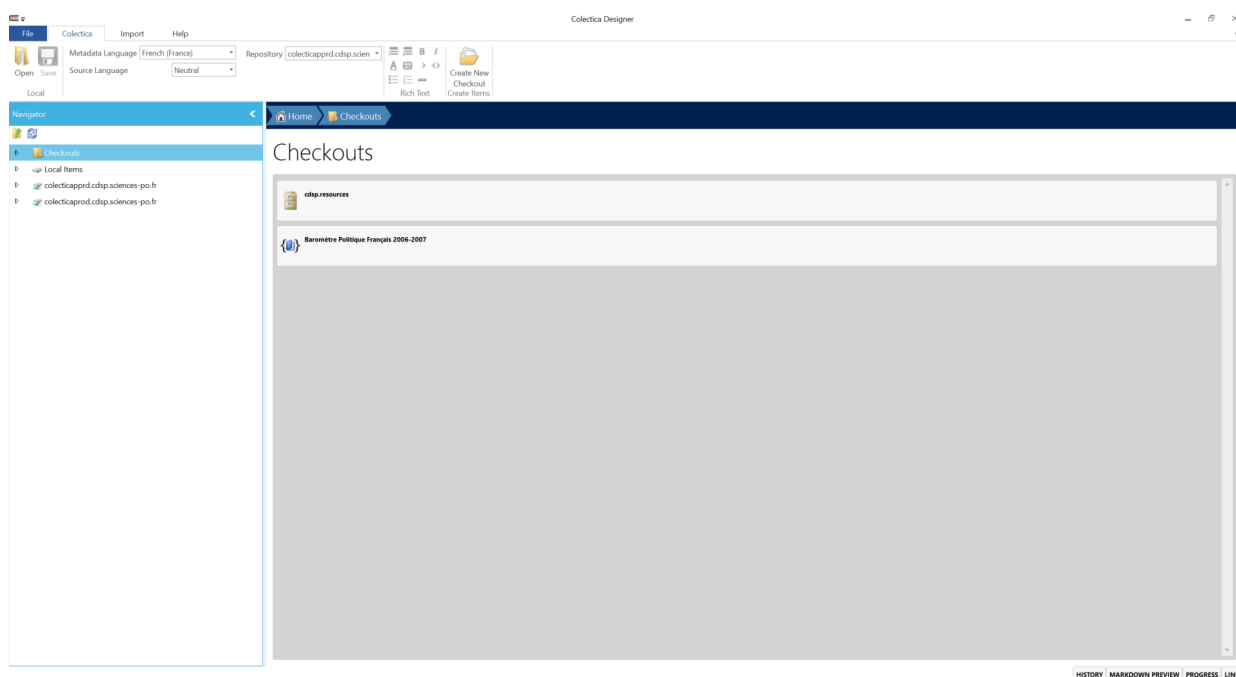 Colectica Designer
File Colectica Import Help
Metadata Language French (France) Repository colecticapprd.cdsp.scien
Open Save Source Language Neutral
Create New Checkout
Local Rich Text Create Items
Navigator
Home Checkouts
Checkouts
Local Items
colecticapprd.cdsp.sciences-po.fr
colecticaprod.cdsp.sciences-po.fr
Checkouts
cdsp.resources
Baromètre Politique Français 2006-2007
HISTORY MARKDOWN PREVIEW PROGRESS LIN